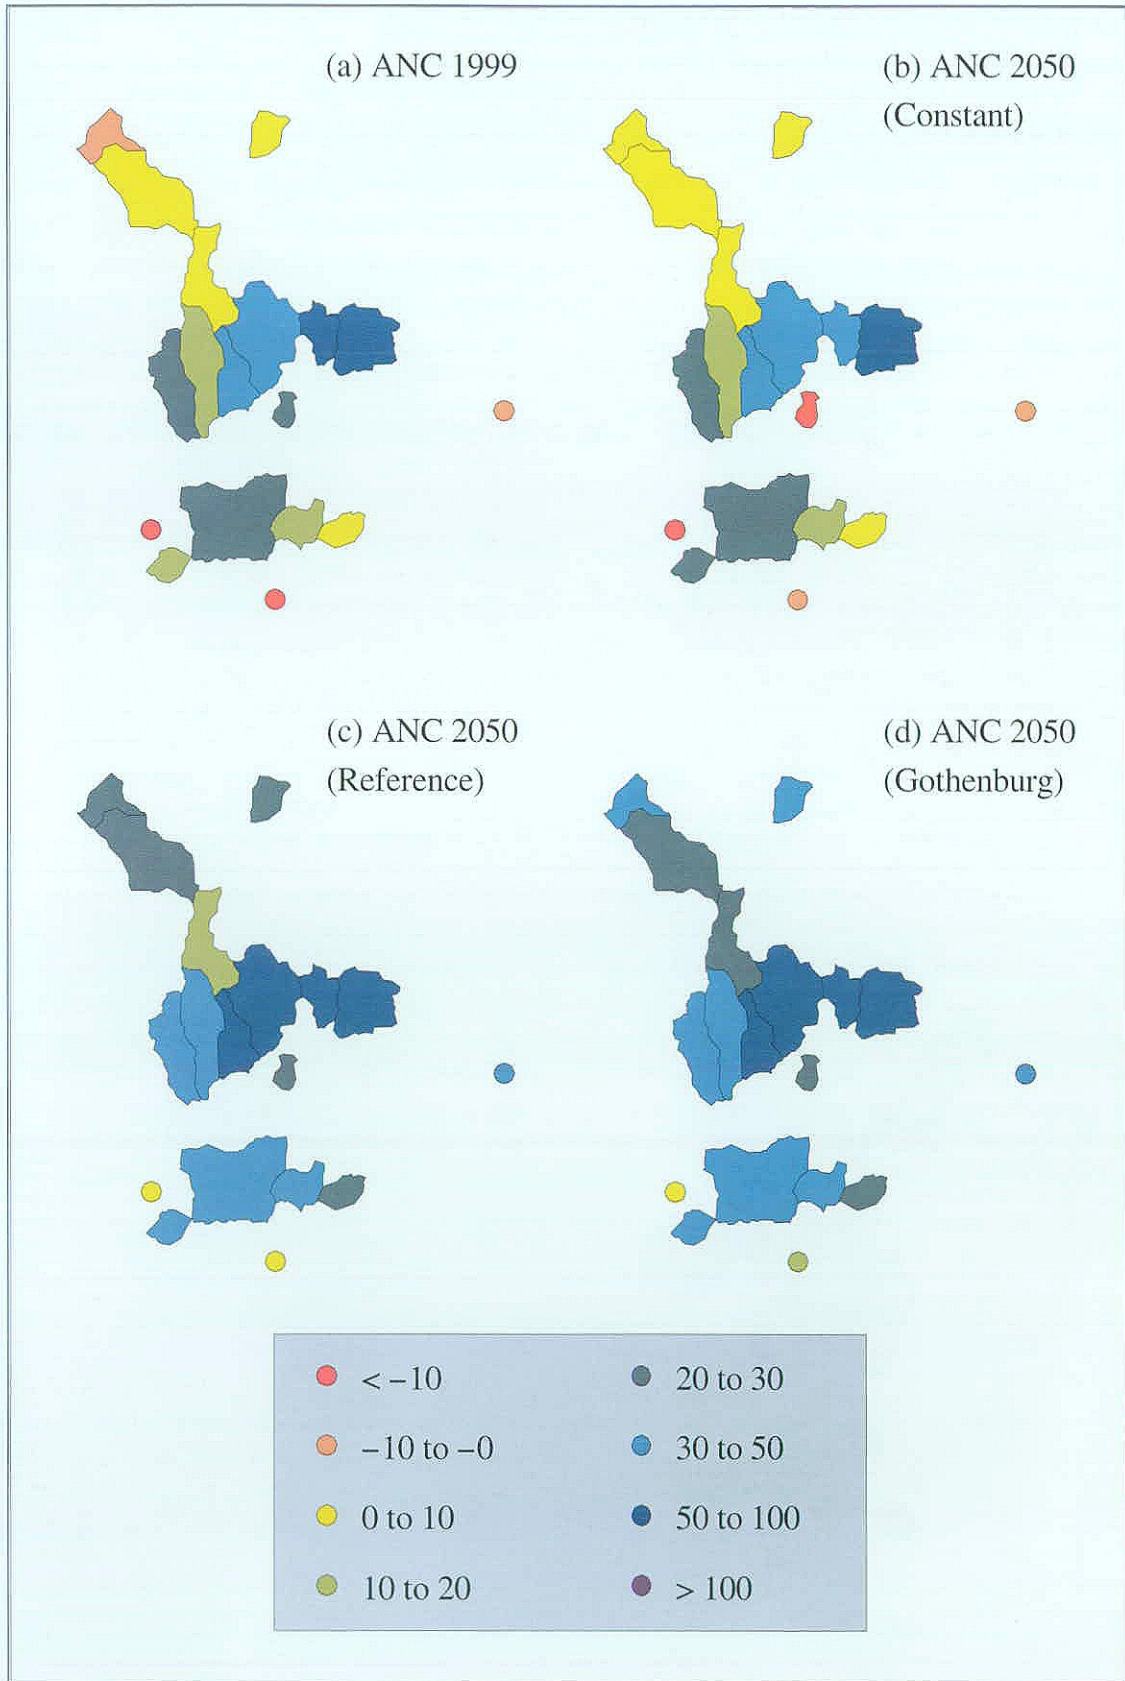 (a) ANC 1999
(b) ANC 2050
(Constant)
(c) ANC 2050
(Reference)
(d) ANC 2050
(Gothenburg)
< −10
−10 to −0
0 to 10
10 to 20
20 to 30
30 to 50
50 to 100
> 100